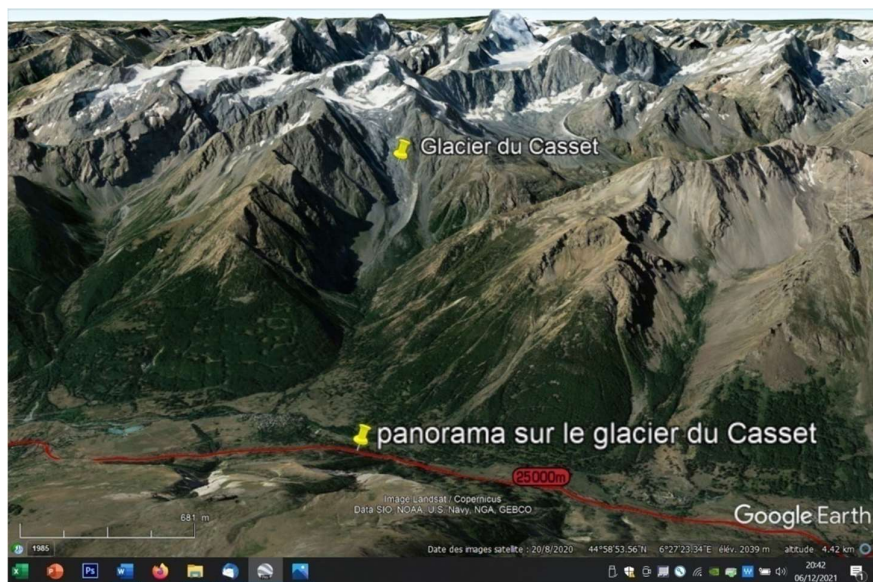 Glacier du Casset
panorama sur le glacier du Casset
25000m
Image Landsat / Copernicus
Data SIO, NOAA, U.S. Navy, NGA, GEBCO
Google Earth
681 m
1985
Date des images satellite : 20/8/2020 44°58'53.56"N 6°27'23.34"E élév. 2039 m altitude 4.42 km
20:42
06/12/2021